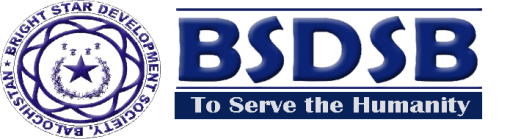 ★ BRIGHT STAR DEVELOPMENT SOCIETY, BALOCHISTAN
BSDSB
To Serve the Humanity